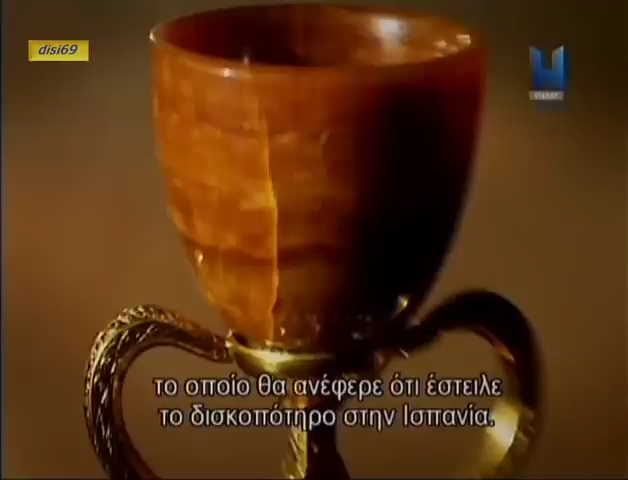 disi69
το οποίο θα ανέφερε ότι έστειλε
το δισκοπότηρο στην Ισπανία.